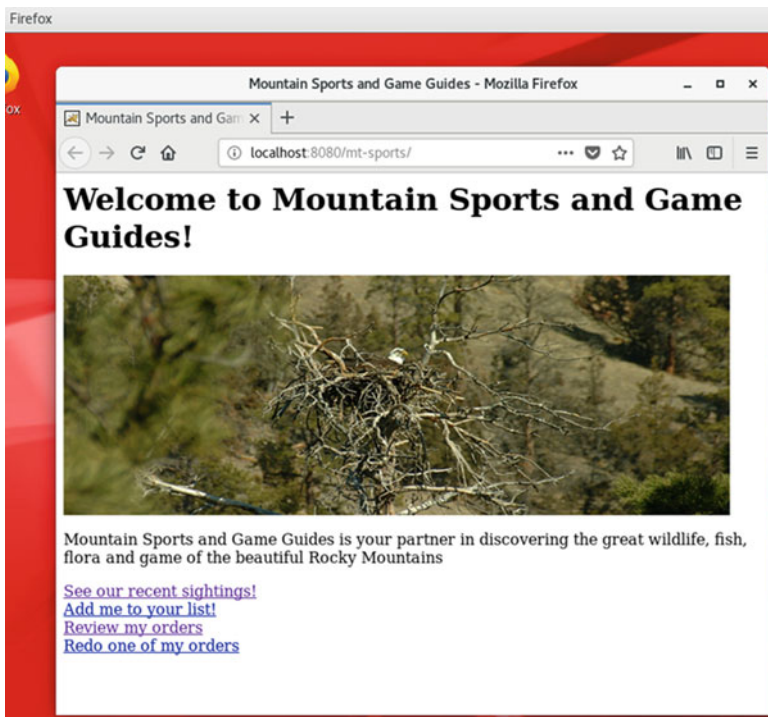 Firefox
ox
Mountain Sports and Game Guides - Mozilla Firefox
Mountain Sports and Gam
localhost:8080/mt-sports/
Welcome to Mountain Sports and Game
Guides!
Mountain Sports and Game Guides is your partner in discovering the great wildlife, fish,
flora and game of the beautiful Rocky Mountains
See our recent sightings!
Add me to your list!
Review my orders
Redo one of my orders